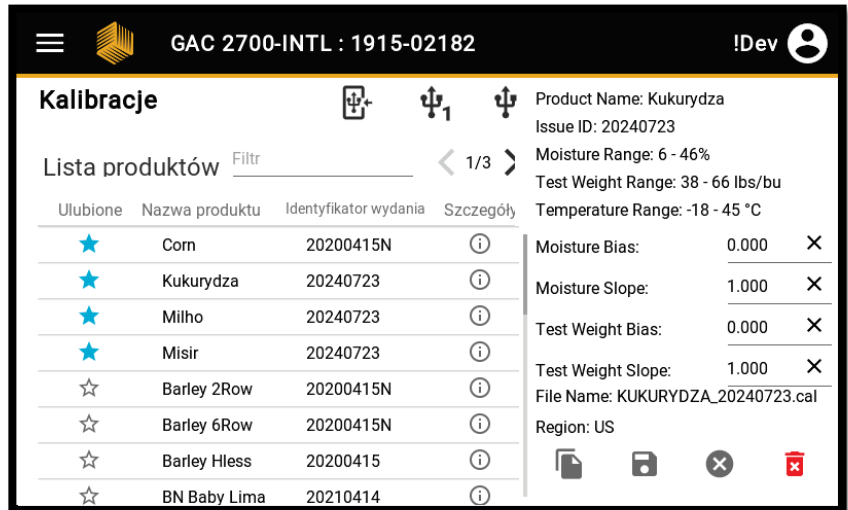 GAC 2700-INTL : 1915-02182
!Dev
Kalibracje
1
Lista produktów
Filtr
1/3
Ulubione Nazwa produktu Identyfikator wydania Szczegóły
Corn 20200415N
Kukurydza 20240723
Milho 20240723
Misir 20240723
Barley 2Row 20200415N
Barley 6Row 20200415N
Barley Hless 20200415
BN Baby Lima 20210414
Product Name: Kukurydza
Issue ID: 20240723
Moisture Range: 6 - 46%
Test Weight Range: 38 - 66 lbs/bu
Temperature Range: -18 - 45 °C
Moisture Bias: 0.000
Moisture Slope: 1.000
Test Weight Bias: 0.000
Test Weight Slope: 1.000
File Name: KUKURYDZA_20240723.cal
Region: US